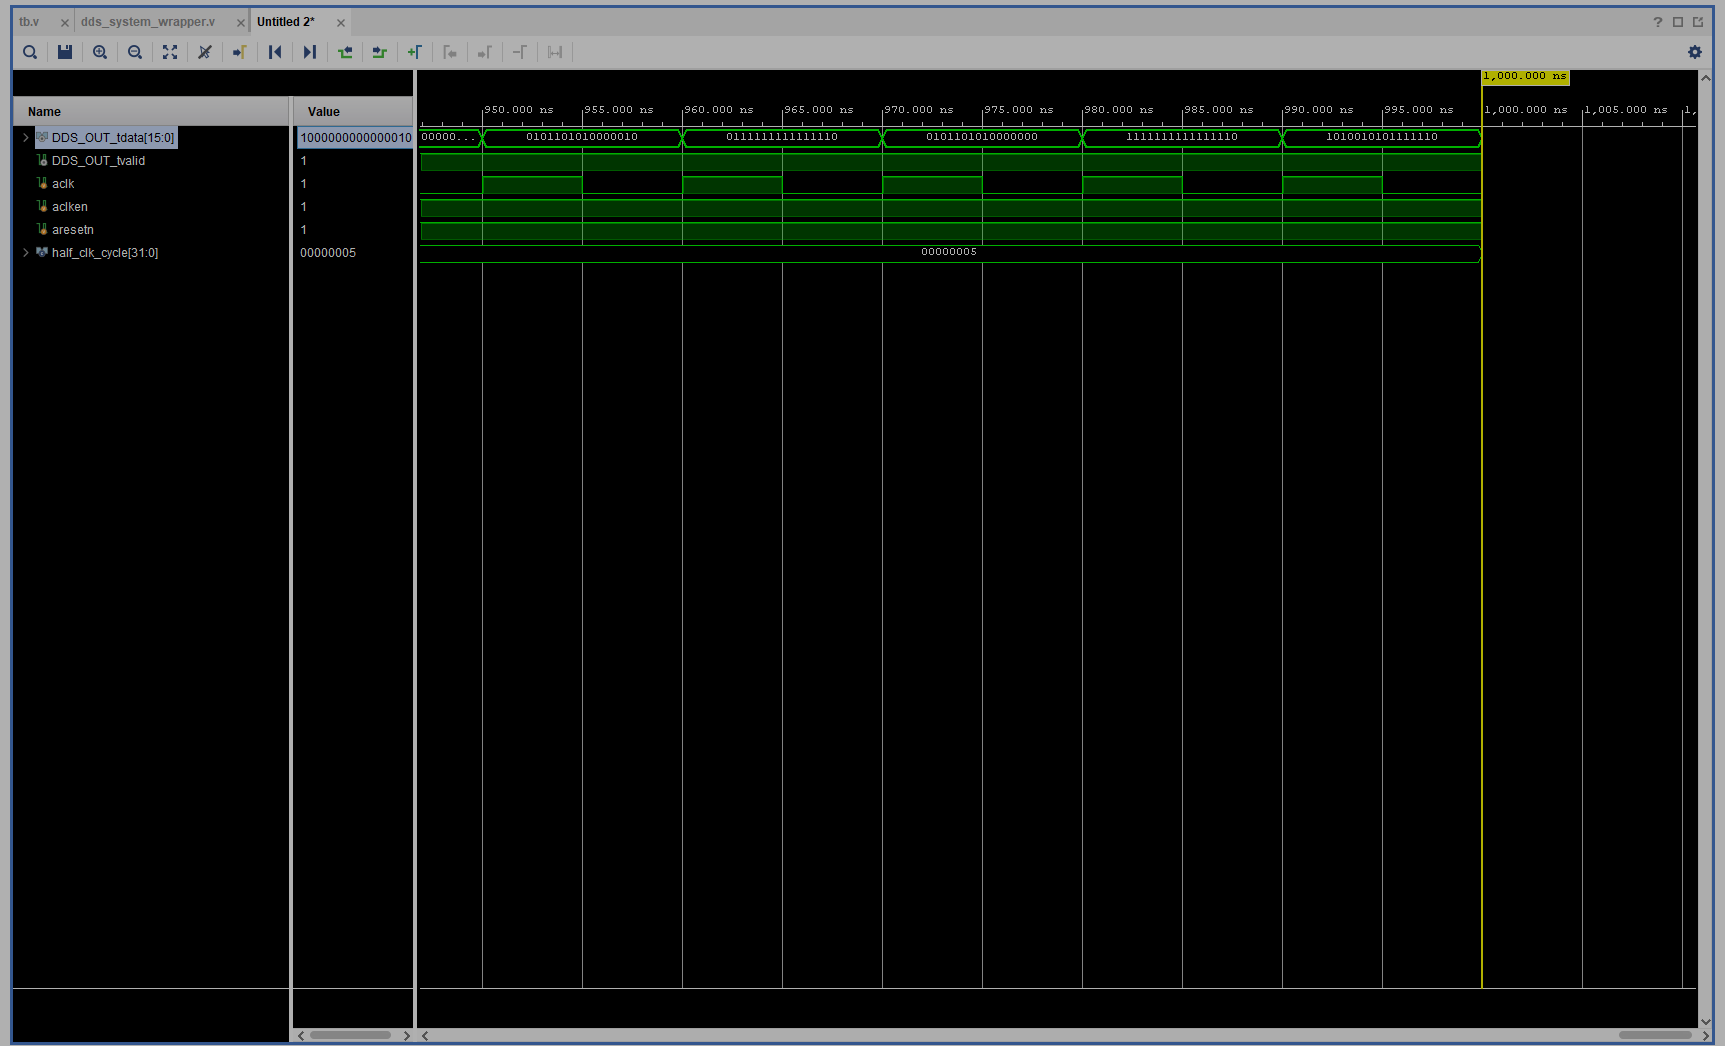 tb.v
dds_system_wrapper.v
Untitled 2*
1,000.000 ns
Name
Value
950.000 ns 955.000 ns 960.000 ns 965.000 ns 970.000 ns 975.000 ns 980.000 ns 985.000 ns 990.000 ns 995.000 ns 1,000.000 ns 1,005.000 ns 1,
DDS_OUT_tdata[15:0] 1000000000000010 00000... 0101101010000010 0111111111111110 0101101010000000 1111111111111110 1010010101111110
DDS_OUT_tvalid 1
aclk 1
aclken 1
aresetn 1
half_clk_cycle[31:0] 00000005 00000005